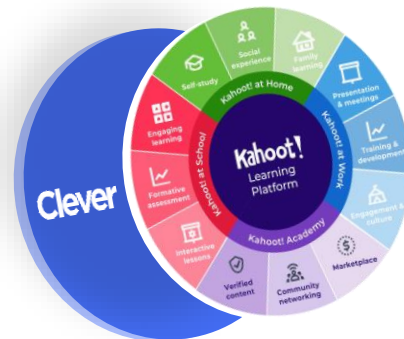 Clever
Kahoot!
Learning
Platform
Kahoot! at Home
Self-study
Social
experience
Family
learning
Kahoot! at Work
Presentation
& meetings
Training &
development
Engagement &
culture
Kahoot! Academy
Marketplace
Community
networking
Verified
content
Kahoot! at School
Interactive
lessons
Formative
assessment
Engaging
learning